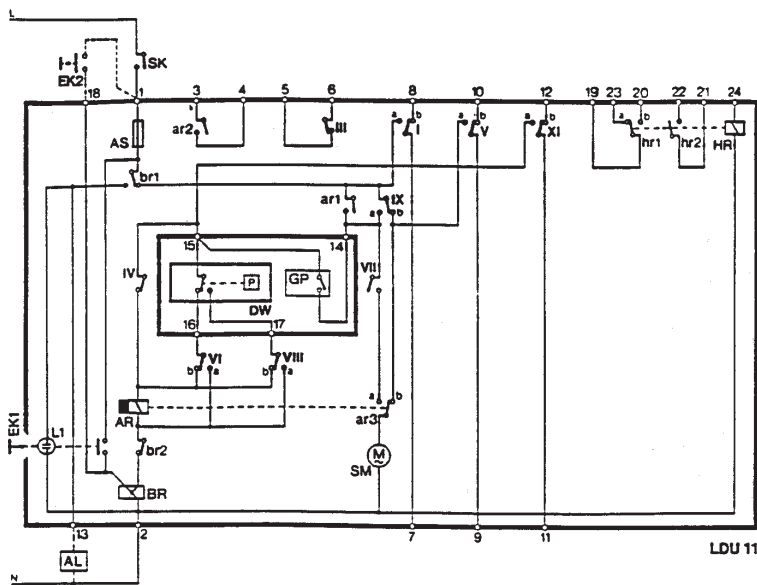 L
EK2
SK
18 1 3 4 5 6 8 10 12 19 23 20 22 21 24
AS
ar2
III
a b I
a b V
a b XI
a b hr1
hr2
HR
br1
ar1
IX
a b
15 14
IV
P
GP
VII
DW
16 17
b VI a
b VIII a
AR
a b
ar3
EK1
L1
br2
M
SM
BR
13 2 7 9 11
LDU 11
AL
N